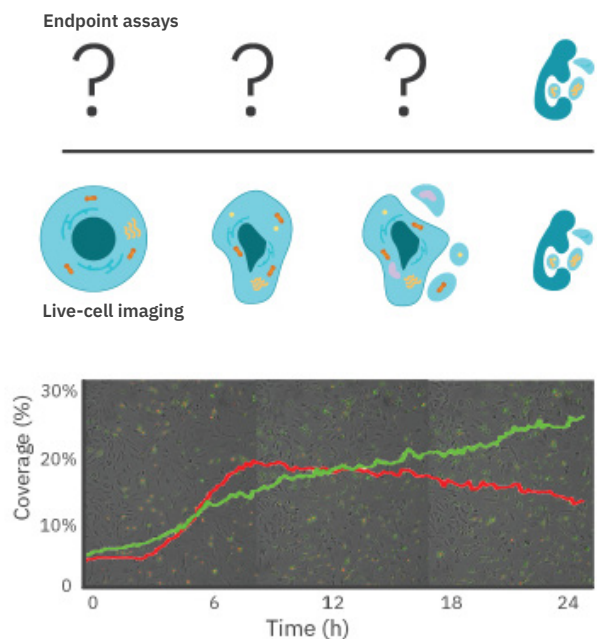 Endpoint assays
? ? ?
Live-cell imaging
30%
20%
10%
0
Coverage (%)
0 6 12 18 24
Time (h)